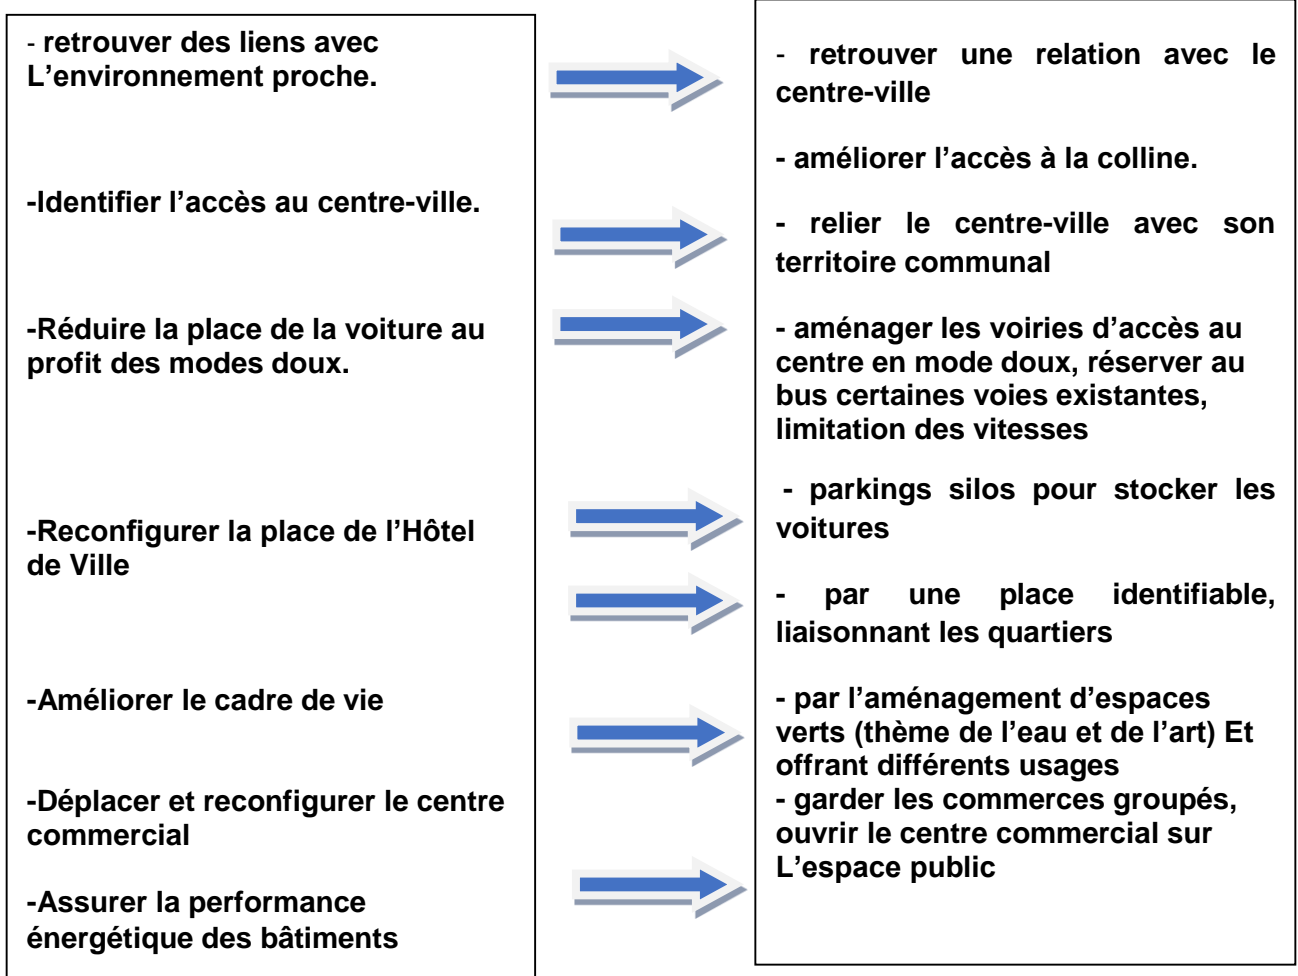 - retrouver des liens avec
L’environnement proche.
-Identifier l’accès au centre-ville.
-Réduire la place de la voiture au
profit des modes doux.
-Reconfigurer la place de l’Hôtel
de Ville
-Améliorer le cadre de vie
-Déplacer et reconfigurer le centre
commercial
-Assurer la performance
énergétique des bâtiments
- retrouver une relation avec le
centre-ville
- améliorer l’accès à la colline.
- relier le centre-ville avec son
territoire communal
- aménager les voiries d’accès au
centre en mode doux, réserver au
bus certaines voies existantes,
limitation des vitesses
- parkings silos pour stocker les
voitures
- par une place identifiable,
liaisonnant les quartiers
- par l’aménagement d’espaces
verts (thème de l’eau et de l’art) Et
offrant différents usages
- garder les commerces groupés,
ouvrir le centre commercial sur
L’espace public